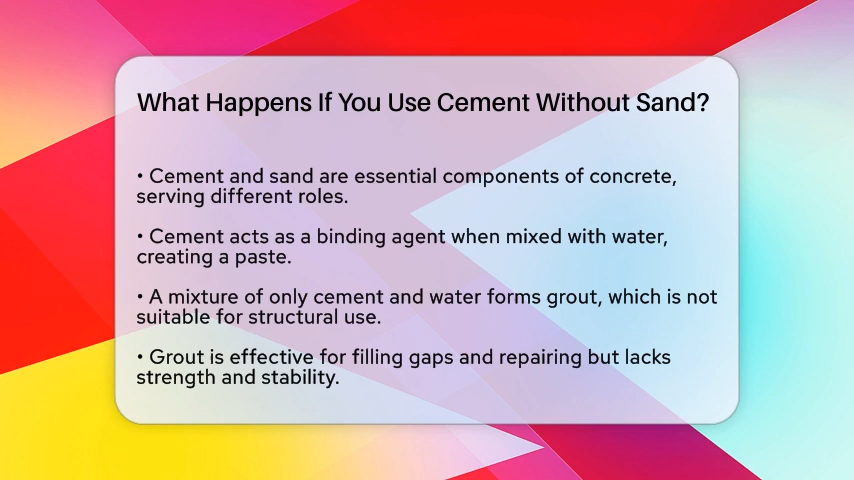 What Happens If You Use Cement Without Sand?
• Cement and sand are essential components of concrete,
serving different roles.
• Cement acts as a binding agent when mixed with water,
creating a paste.
• A mixture of only cement and water forms grout, which is not
suitable for structural use.
• Grout is effective for filling gaps and repairing but lacks
strength and stability.